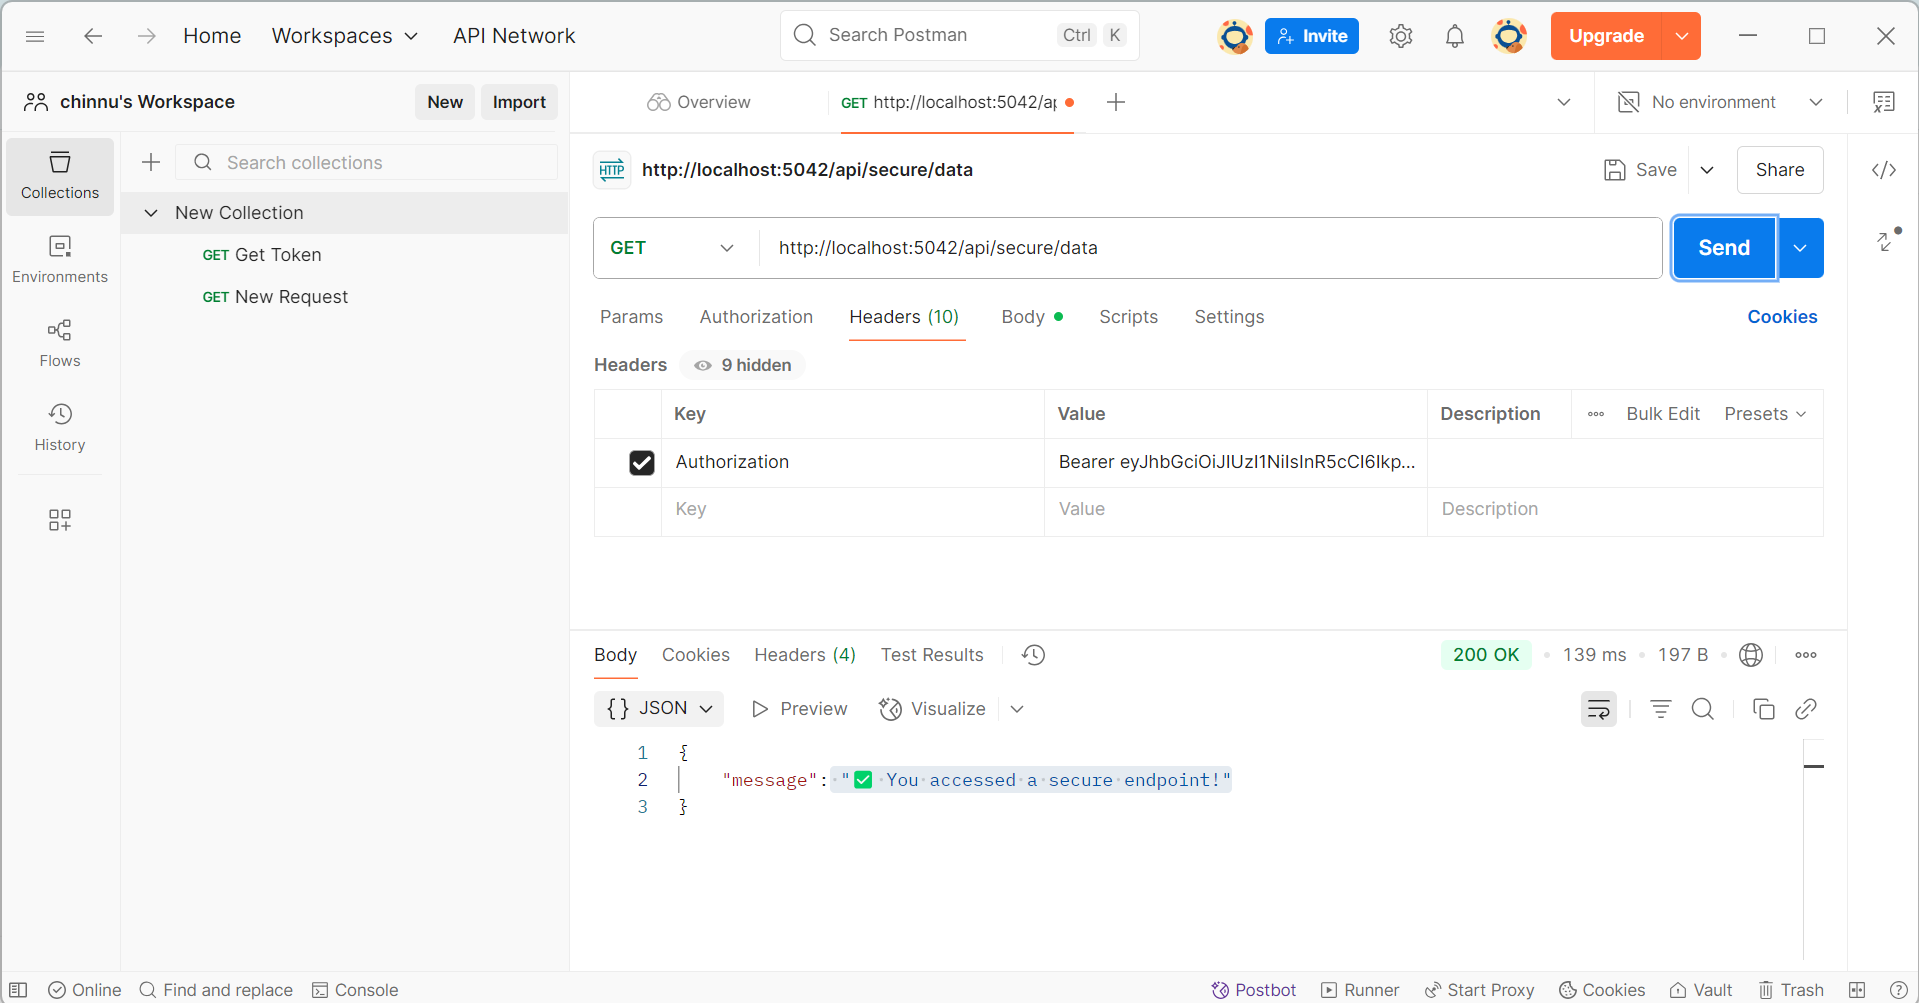 Home Workspaces API Network
Search Postman Ctrl K
Invite
Upgrade
chinnu's Workspace New Import
Overview
GET http://localhost:5042/ap
No environment
Collections
Search collections
New Collection
GET Get Token
GET New Request
Environments
Flows
History
HTTP http://localhost:5042/api/secure/data
Save Share
GET http://localhost:5042/api/secure/data
Send
Params Authorization Headers (10) Body Scripts Settings Cookies
Headers 9 hidden
Key Value Description Bulk Edit Presets
Authorization Bearer eyJhbGciOiJIUzI1NiIsInR5cCI6Ikp...
Key Value Description
Body Cookies Headers (4) Test Results
200 OK • 139 ms • 197 B
{} JSON Preview Visualize
1 {
2 "message": "✅ You accessed a secure endpoint!"
3 }
Online Find and replace Console
Postbot Runner Start Proxy Cookies Vault Trash